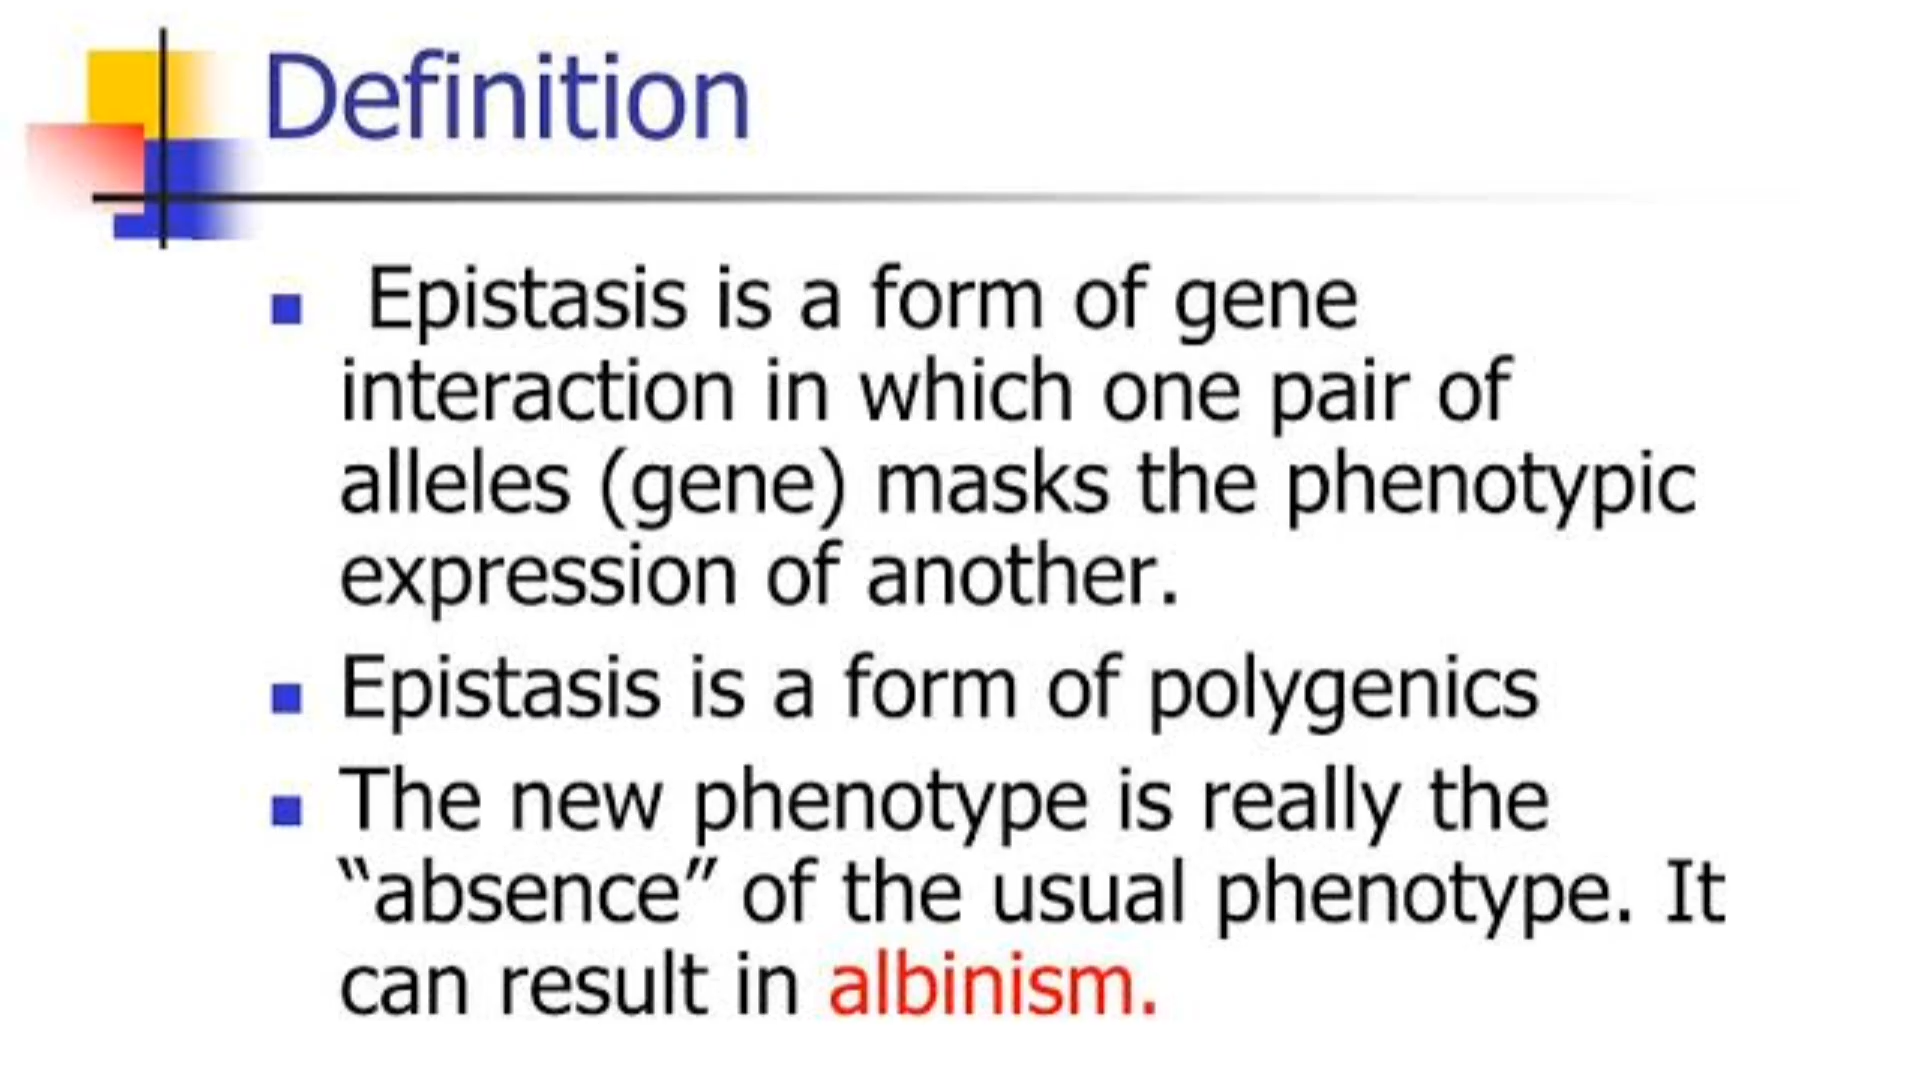 Definition
Epistasis is a form of gene
interaction in which one pair of
alleles (gene) masks the phenotypic
expression of another.
Epistasis is a form of polygenics
The new phenotype is really the
“absence” of the usual phenotype. It
can result in albinism.